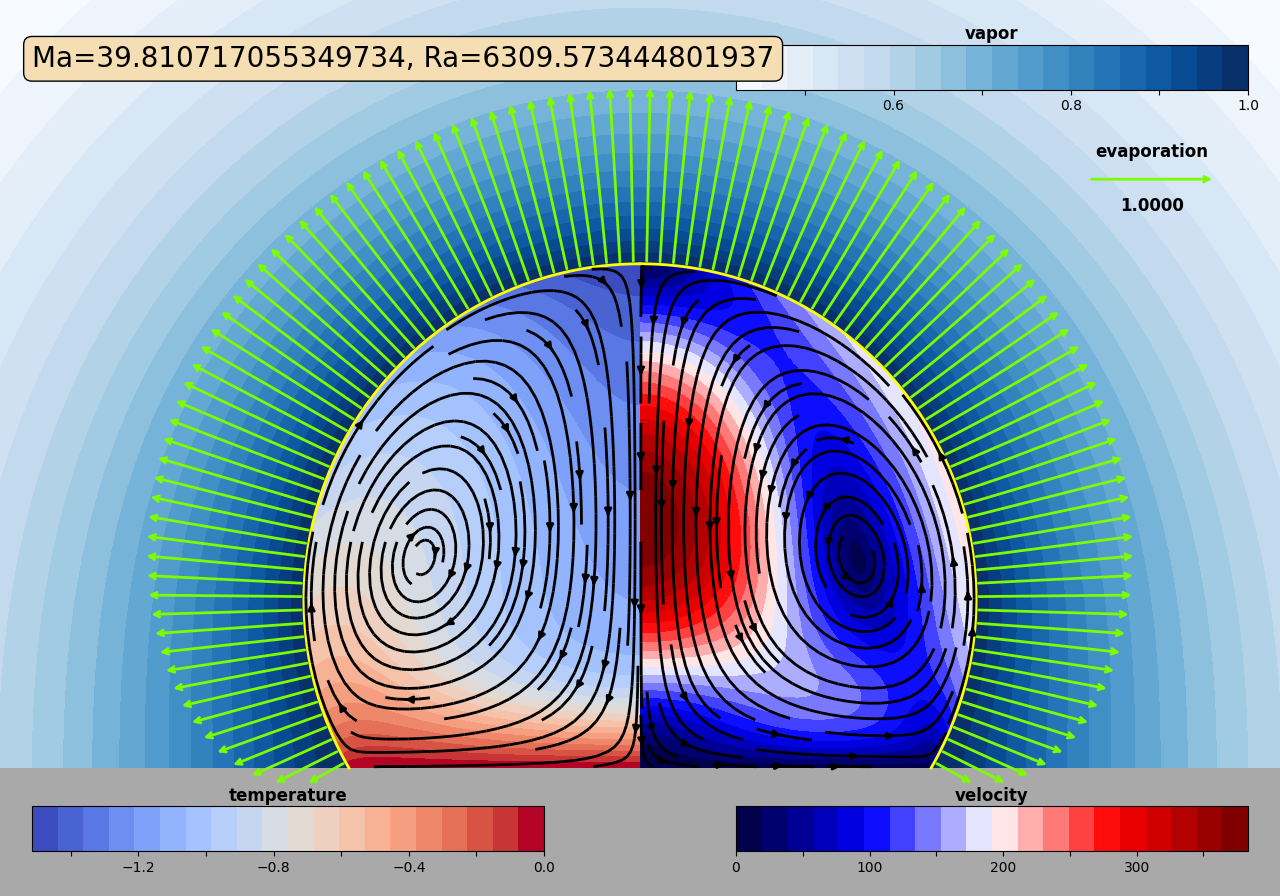 Ma=39.810717055349734, Ra=6309.573444801937
vapor
0.6 0.8 1.0
evaporation
1.0000
temperature
−1.2 −0.8 −0.4 0.0
velocity
0 100 200 300